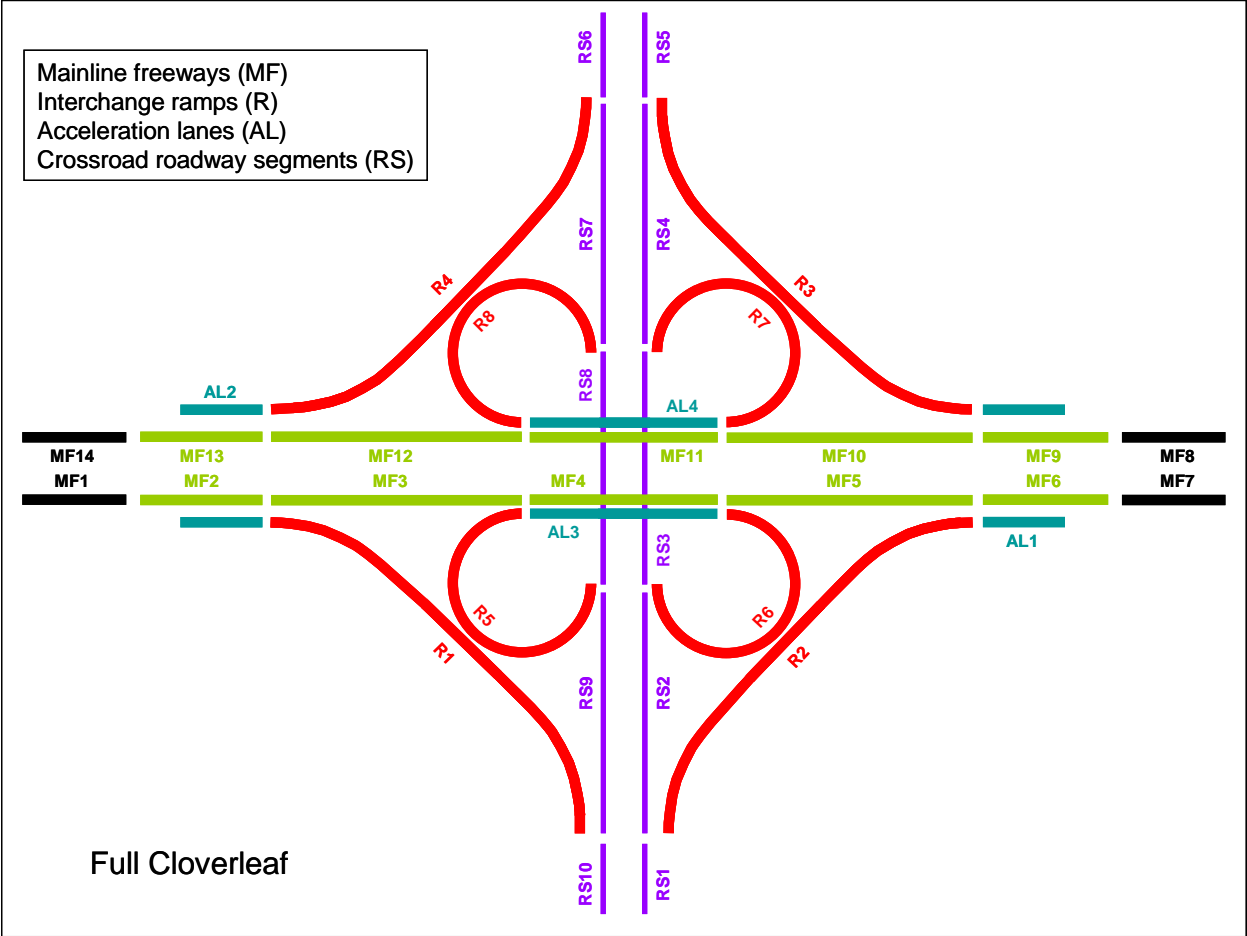 Mainline freeways (MF)
Interchange ramps (R)
Acceleration lanes (AL)
Crossroad roadway segments (RS)
RS6
RS5
RS7
RS4
R4
R3
R8
R7
RS8
AL2
AL4
MF14
MF13
MF12
MF11
MF10
MF9
MF8
MF1
MF2
MF3
MF4
MF5
MF6
MF7
AL3
RS3
AL1
R5
R6
R1
R2
RS9
RS2
Full Cloverleaf
RS10
RS1